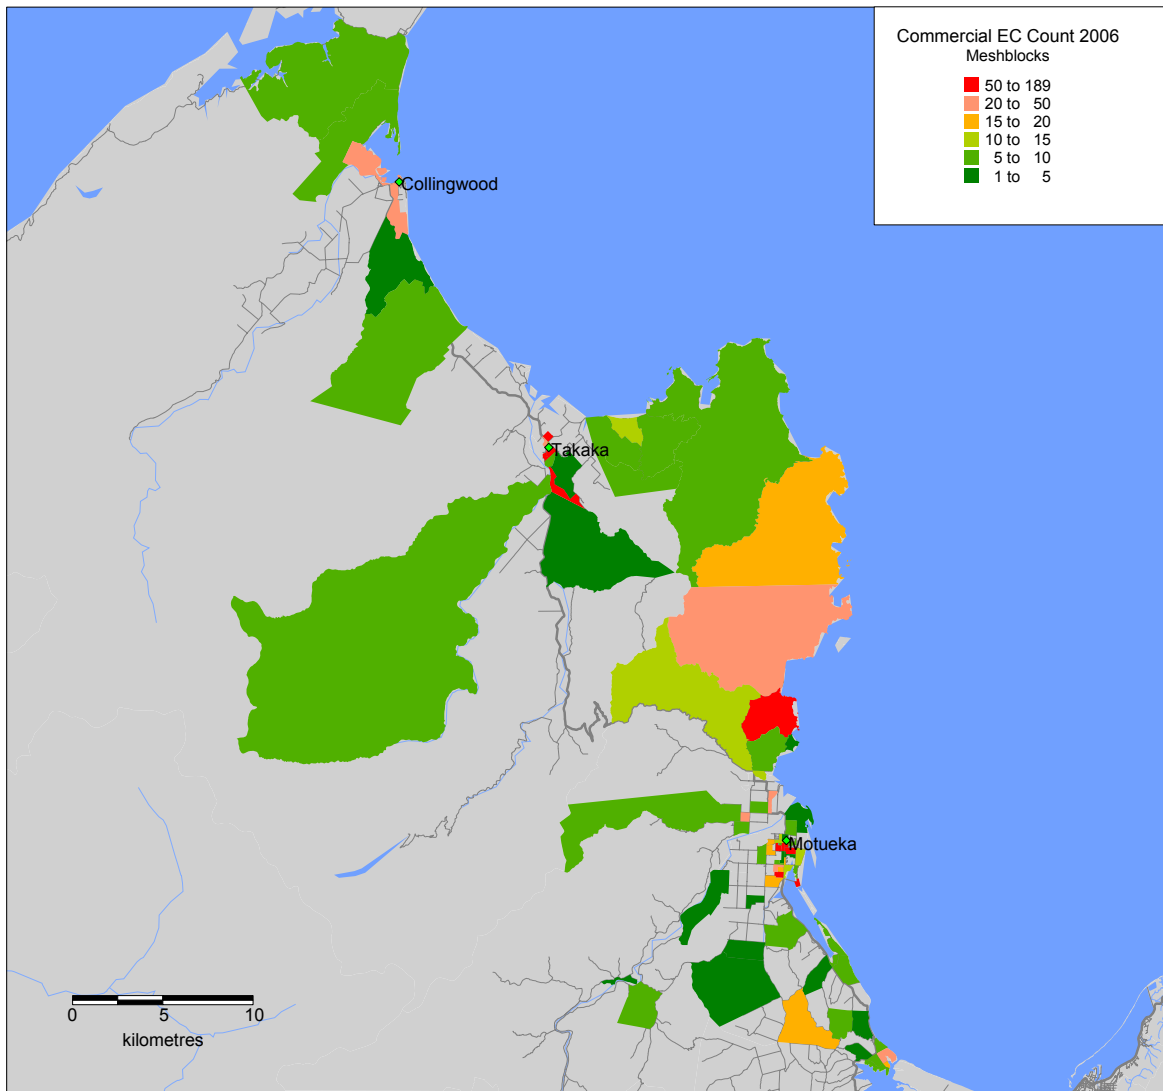 Commercial EC Count 2006
Meshblocks
50 to 189
20 to 50
15 to 20
10 to 15
5 to 10
1 to 5
Collingwood
Takaka
Motueka
0 5 10
kilometres